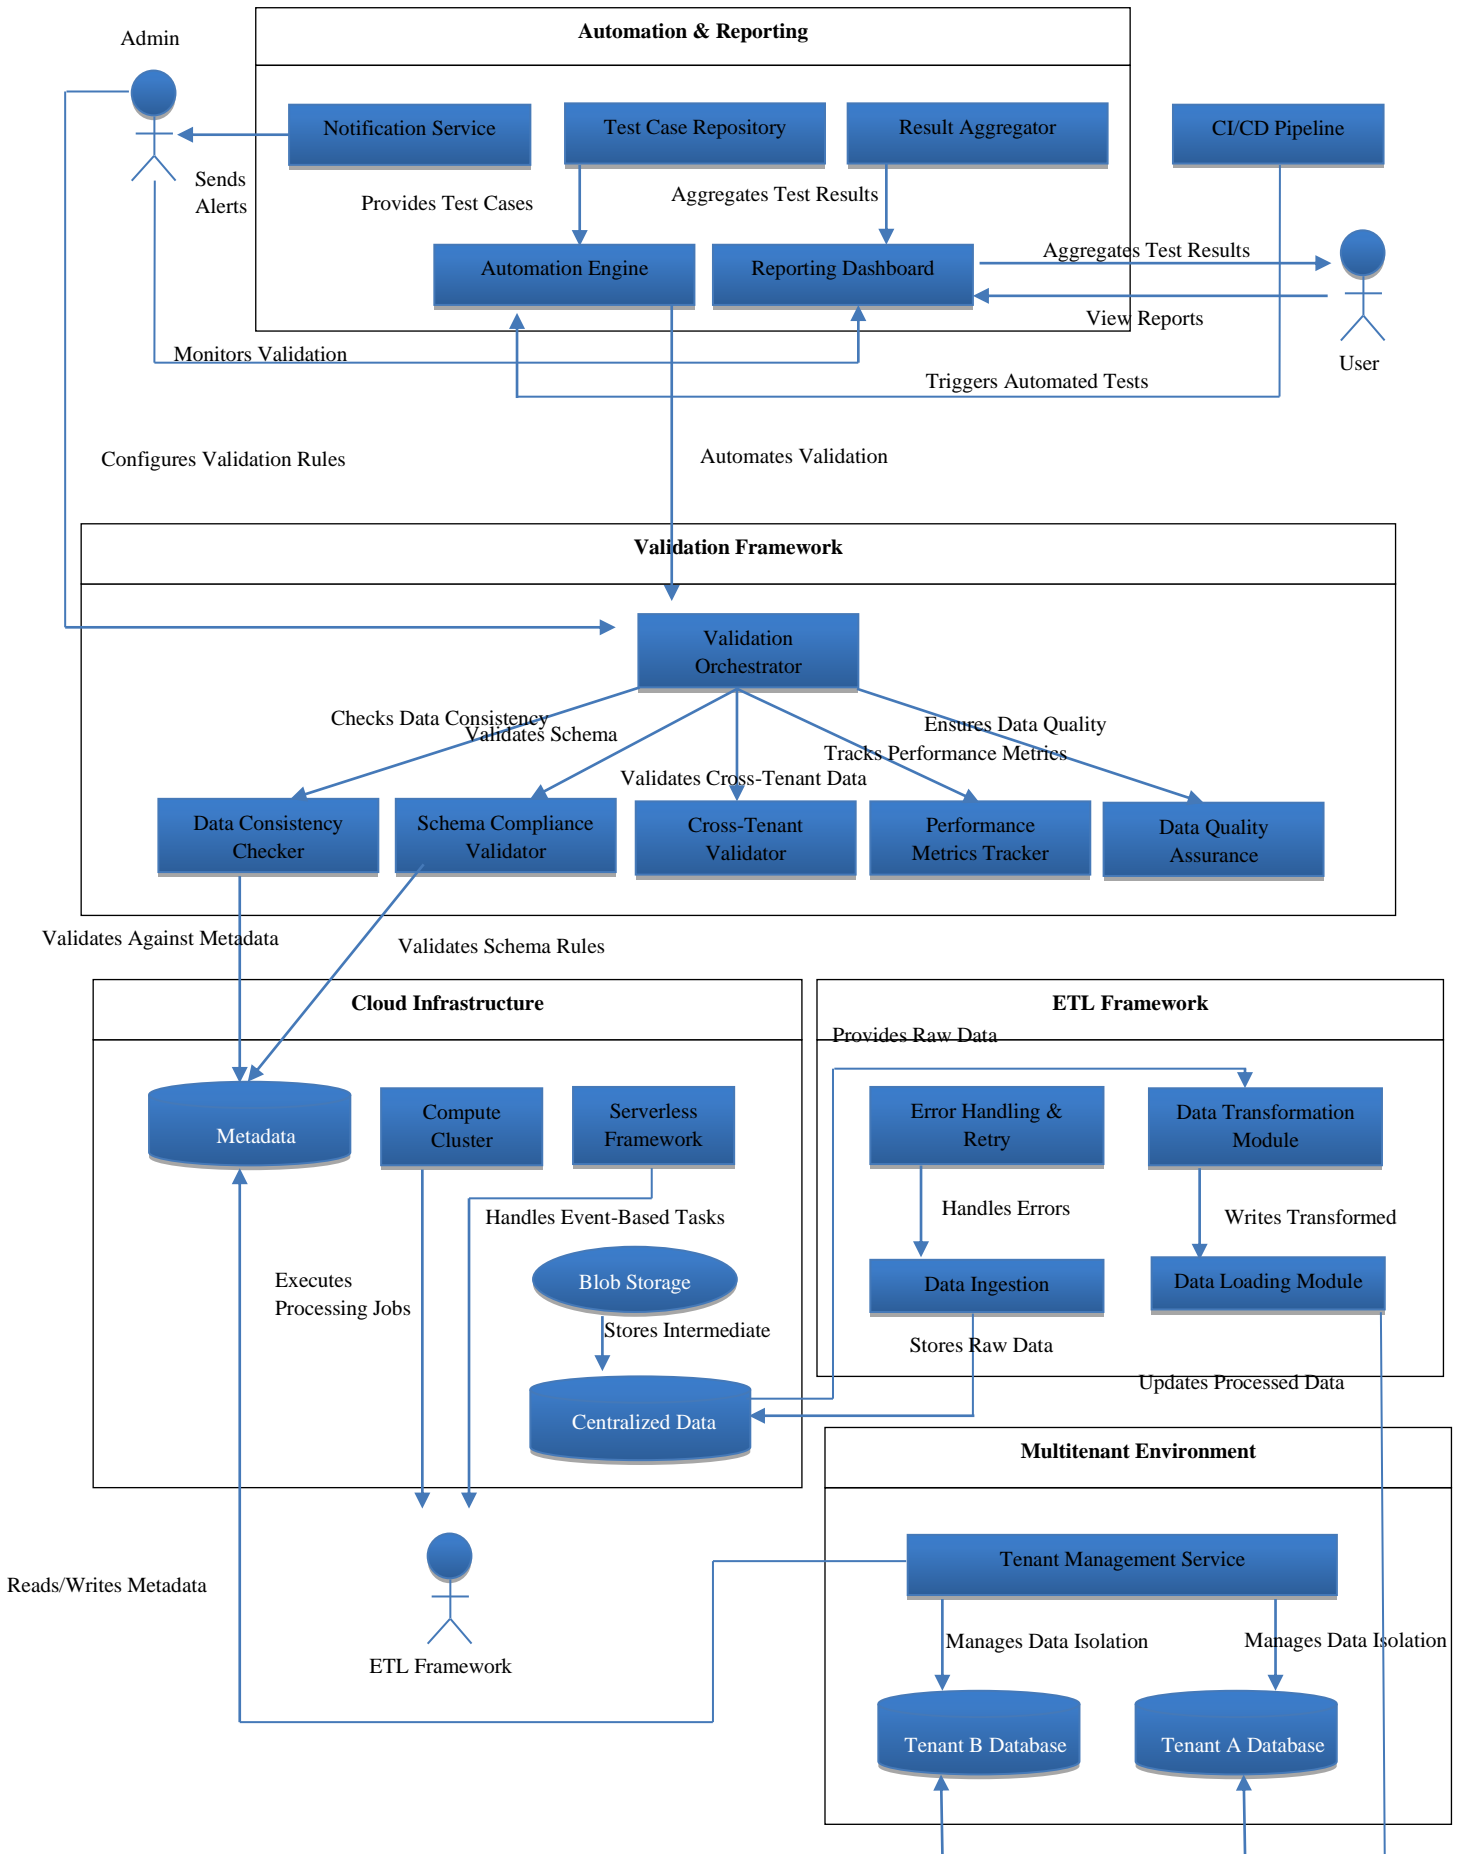 Automation & Reporting
Admin
Notification Service
Test Case Repository
Result Aggregator
CI/CD Pipeline
Sends
Alerts
Provides Test Cases
Aggregates Test Results
Automation Engine
Reporting Dashboard
Aggregates Test Results
View Reports
Monitors Validation
User
Triggers Automated Tests
Configures Validation Rules
Automates Validation
Validation Framework
Validation
Orchestrator
Checks Data Consistency
Validates Schema
Ensures Data Quality
Tracks Performance Metrics
Validates Cross-Tenant Data
Data Consistency
Checker
Schema Compliance
Validator
Cross-Tenant
Validator
Performance
Metrics Tracker
Data Quality
Assurance
Validates Against Metadata
Validates Schema Rules
Cloud Infrastructure
ETL Framework
Provides Raw Data
Metadata
Compute
Cluster
Serverless
Framework
Error Handling &
Retry
Data Transformation
Module
Handles Event-Based Tasks
Handles Errors
Writes Transformed
Executes
Processing Jobs
Blob Storage
Data Ingestion
Data Loading Module
Stores Intermediate
Stores Raw Data
Updates Processed Data
Centralized Data
Multitenant Environment
Tenant Management Service
Reads/Writes Metadata
ETL Framework
Manages Data Isolation
Manages Data Isolation
Tenant B Database
Tenant A Database